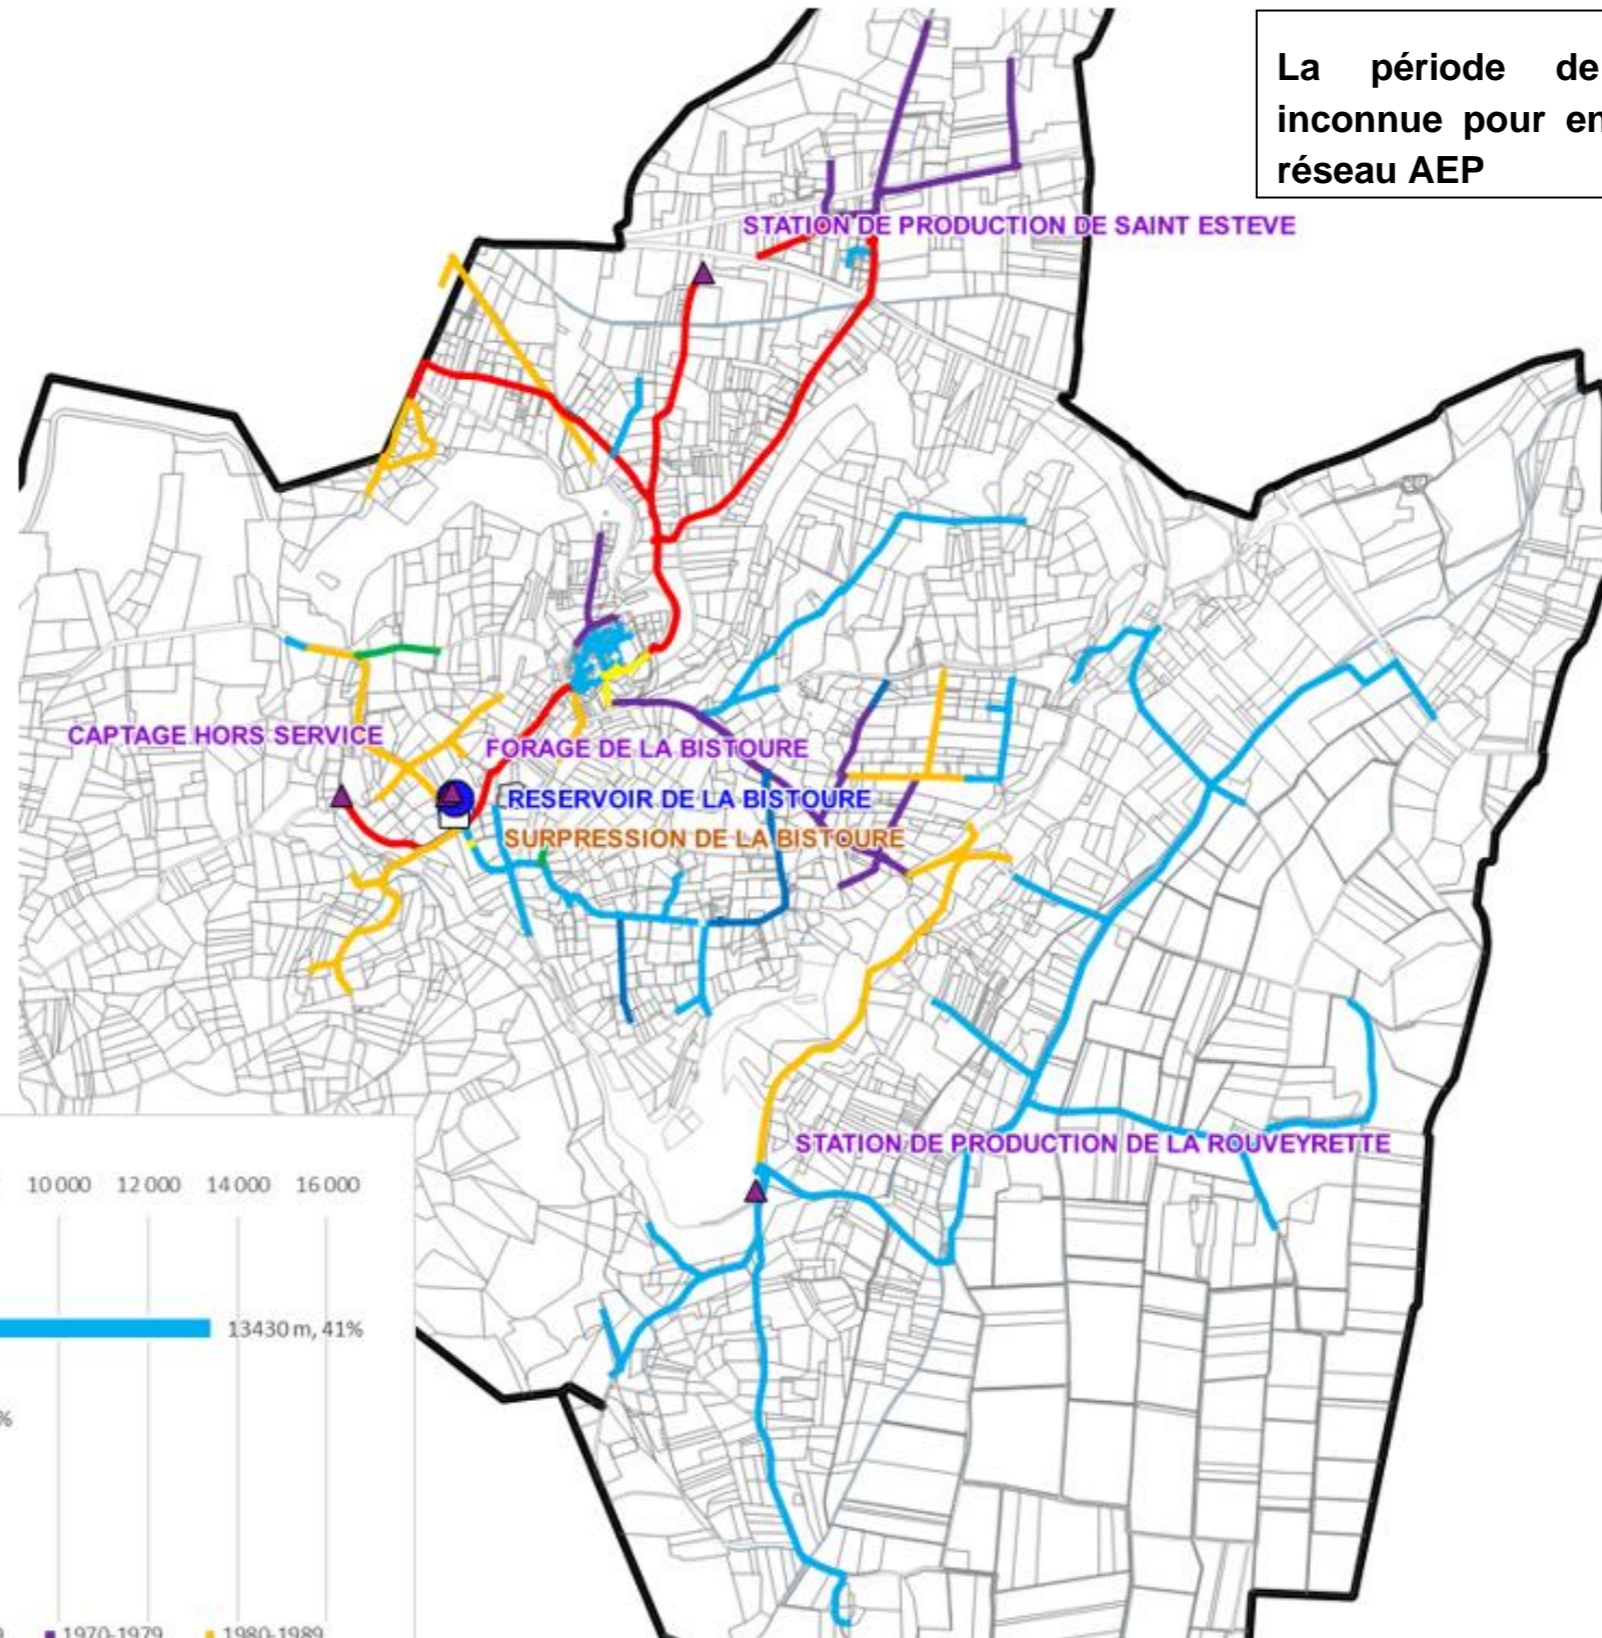 La période de
inconnue pour en
réseau AEP
STATION DE PRODUCTION DE SAINT ESTEVE
CAPTAGE HORS SERVICE
FORAGE DE LA BISTOURE
RESERVOIR DE LA BISTOURE
SURPRESSION DE LA BISTOURE
STATION DE PRODUCTION DE LA ROUVEYRETTE
10 000 12 000 14 000 16 000
13430 m, 41%
%
9 1970-1979 1980-1989